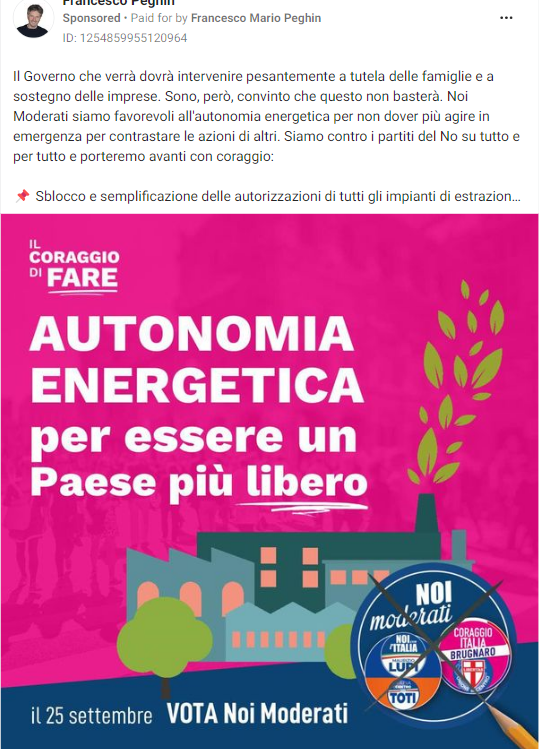 Francesco Peghin
Sponsored • Paid for by Francesco Mario Peghin
ID: 1254859955120964
Il Governo che verrà dovrà intervenire pesantemente a tutela delle famiglie e a
sostegno delle imprese. Sono, però, convinto che questo non basterà. Noi
Moderati siamo favorevoli all'autonomia energetica per non dover più agire in
emergenza per contrastare le azioni di altri. Siamo contro i partiti del No su tutto e
per tutto e porteremo avanti con coraggio:
📌 Sblocco e semplificazione delle autorizzazioni di tutti gli impianti di estrazion...
IL
CORAGGIO
DI FARE
AUTONOMIA
ENERGETICA
per essere un
Paese più libero
NOI
moderati
NOI
L'ITALIA
LUPI
TOTI
CORAGGIO
ITALIA
BRUGNARO
LIBERTAS
il 25 settembre VOTA Noi Moderati